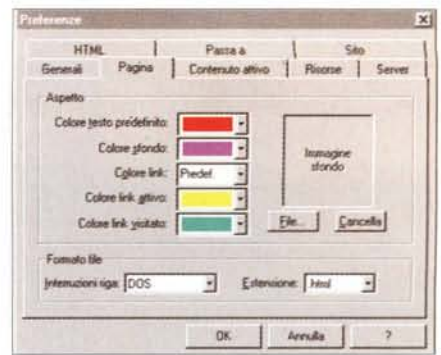 Preferenze
HTML Passa a Sito
Generali Pagina Contenuto attivo Risorse Server
Aspetto
Colore testo predefinito:
Colore sfondo:
Colore link: Predef.
Colore link attivo:
Colore link visitato:
Immagine
sfondo
File... Cancella
Formato file
Interruzioni riga: DOS Estensione: .html
OK Annulla ?